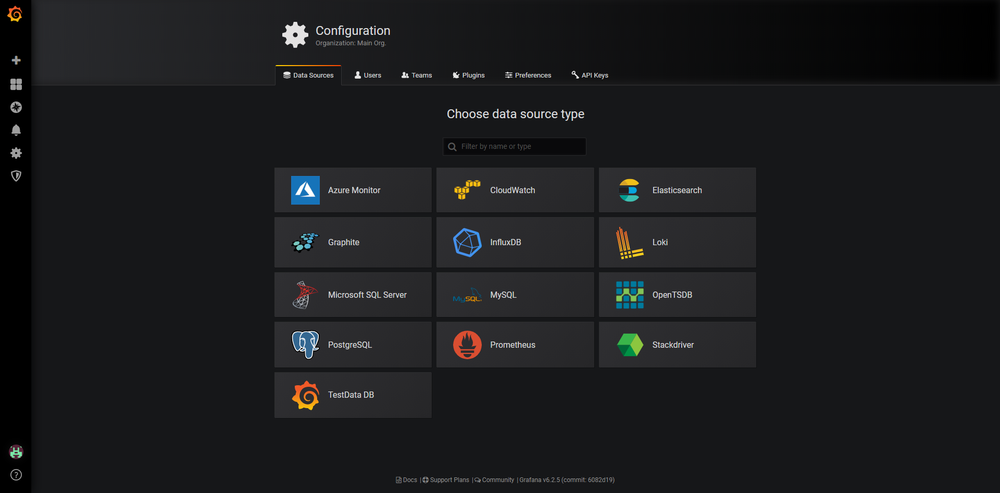 Configuration
Organization: Main Org.
Data Sources
Users
Teams
Plugins
Preferences
API Keys
Choose data source type
Filter by name or type
Azure Monitor
CloudWatch
Elasticsearch
Graphite
InfluxDB
Loki
Microsoft SQL Server
MySQL
MySQL
OpenTSDB
PostgreSQL
Prometheus
Stackdriver
TestData DB
Docs | Support Plans | Community | Grafana v6.2.5 (commit: 6082d19)